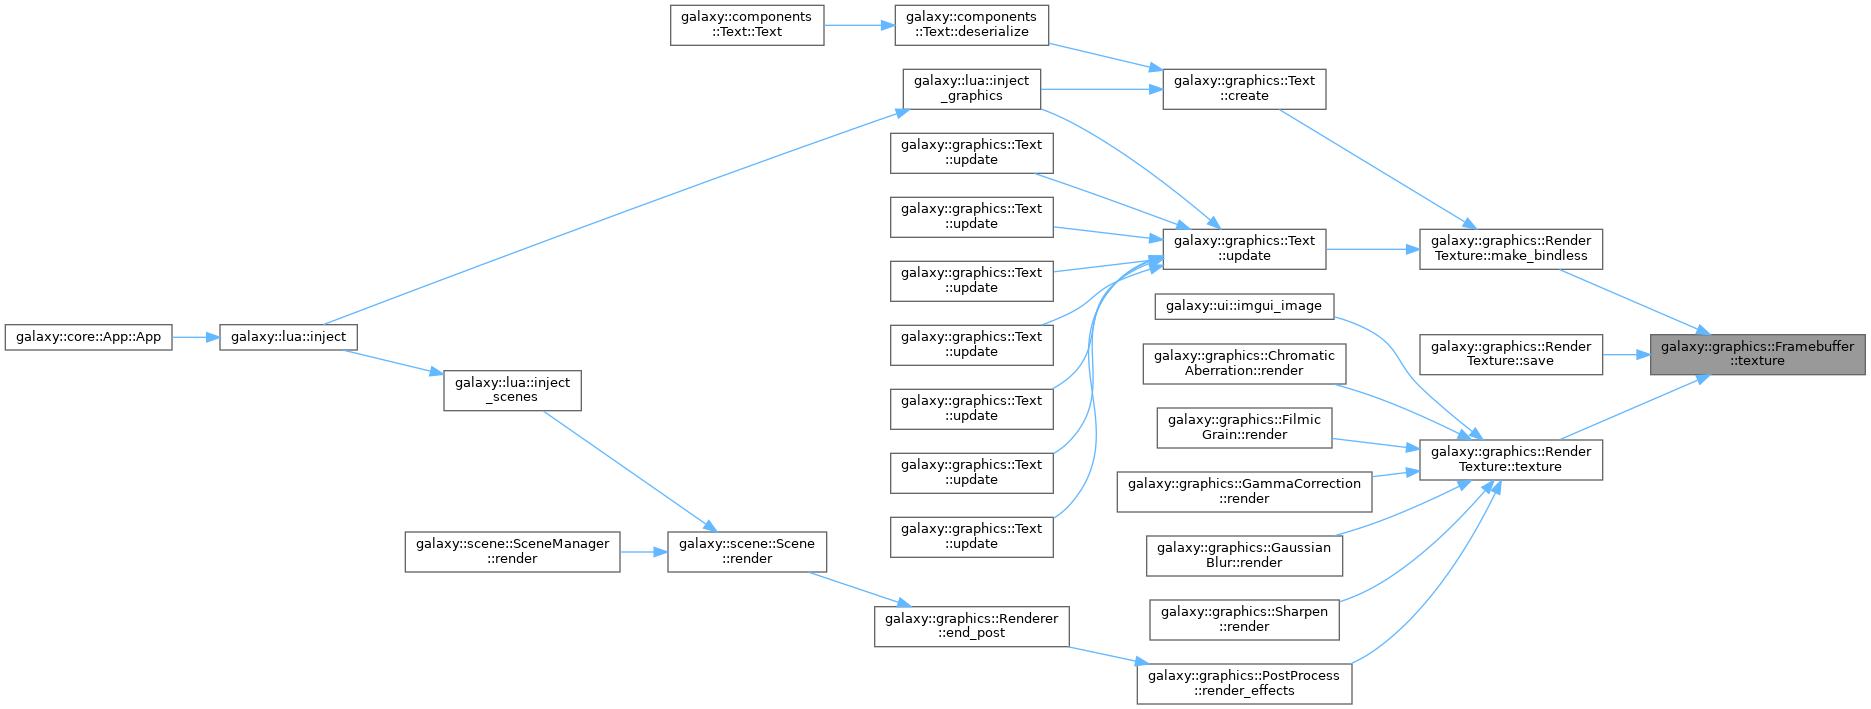 galaxy::components
::Text::Text
galaxy::components
::Text::deserialize
galaxy::lua::inject
_graphics
galaxy::graphics::Text
::create
galaxy::graphics::Text
::update
galaxy::graphics::Text
::update
galaxy::graphics::Text
::update
galaxy::graphics::Text
::update
galaxy::graphics::Text
::update
galaxy::graphics::Text
::update
galaxy::graphics::Text
::update
galaxy::graphics::Text
::update
galaxy::graphics::Render
Texture::make_bindless
galaxy::ui::imgui_image
galaxy::core::App::App
galaxy::lua::inject
galaxy::graphics::Chromatic
Aberration::render
galaxy::graphics::Render
Texture::save
galaxy::graphics::Framebuffer
::texture
galaxy::lua::inject
_scenes
galaxy::graphics::Filmic
Grain::render
galaxy::graphics::Render
Texture::texture
galaxy::graphics::GammaCorrection
::render
galaxy::scene::SceneManager
::render
galaxy::scene::Scene
::render
galaxy::graphics::Gaussian
Blur::render
galaxy::graphics::Sharpen
::render
galaxy::graphics::Renderer
::end_post
galaxy::graphics::PostProcess
::render_effects